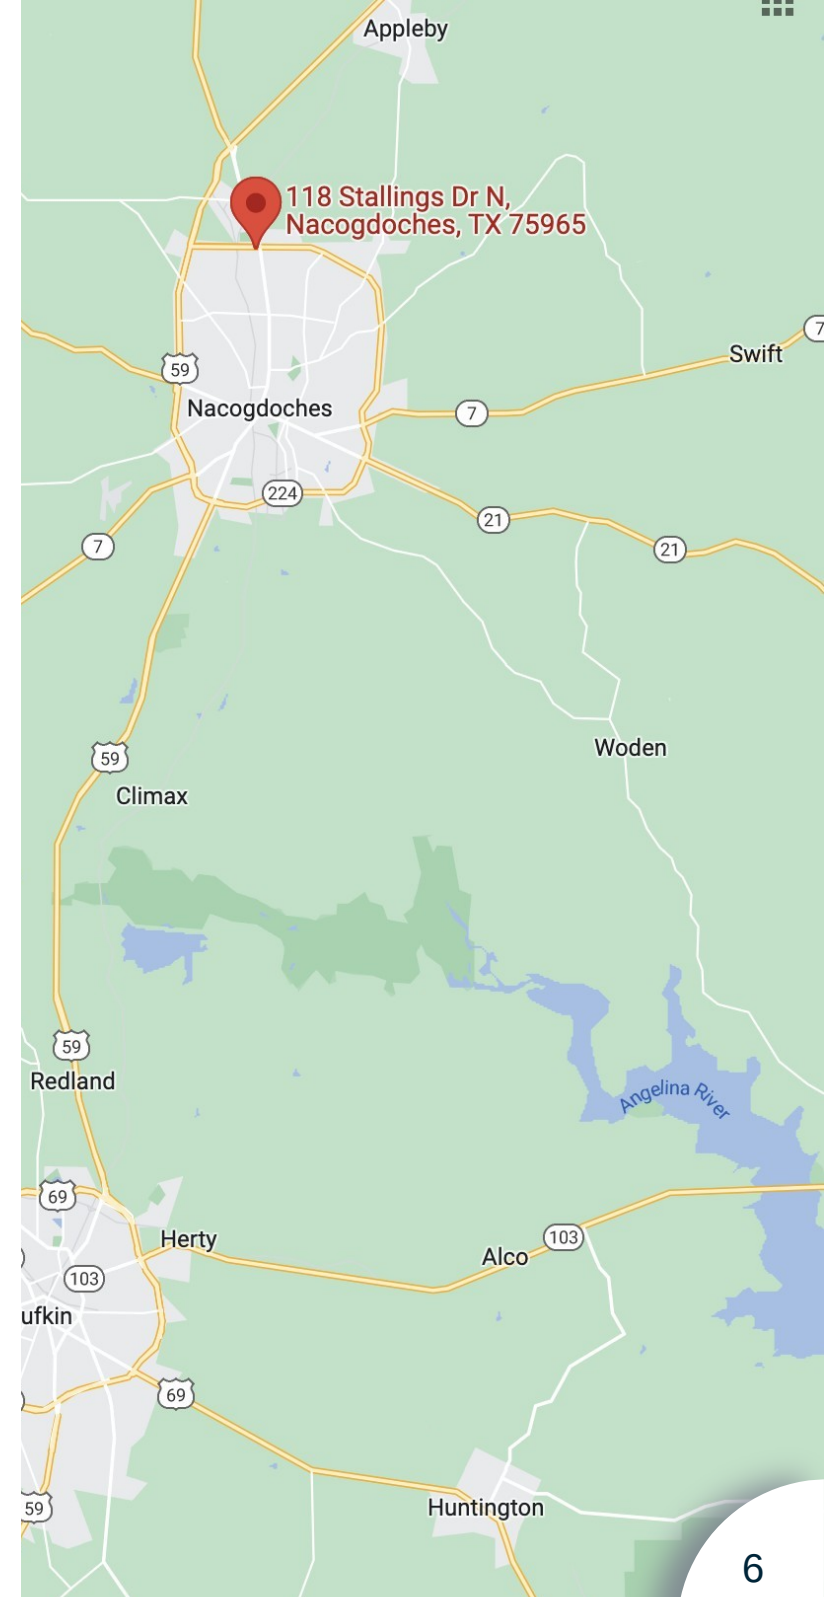 Appleby
118 Stallings Dr N,
Nacogdoches, TX 75965
7
Swift
59
Nacogdoches
7
224
21
7
21
Woden
59
Climax
59
Redland
Angelina River
69
Herty
103
Alco
103
ufkin
69
59
Huntington
6